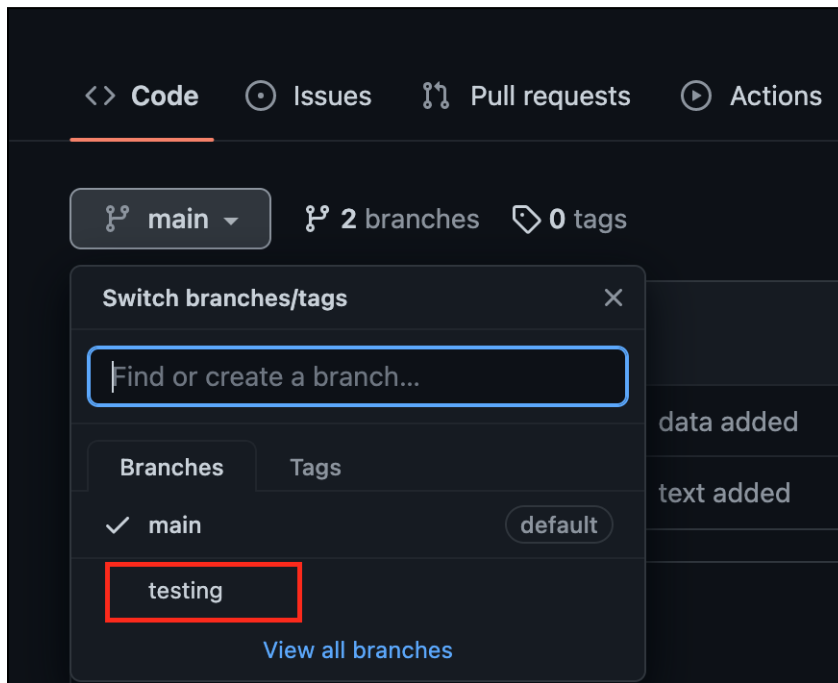 Code Issues Pull requests Actions
main 2 branches 0 tags
Switch branches/tags
Find or create a branch...
data added
Branches Tags
text added
main default
testing
View all branches